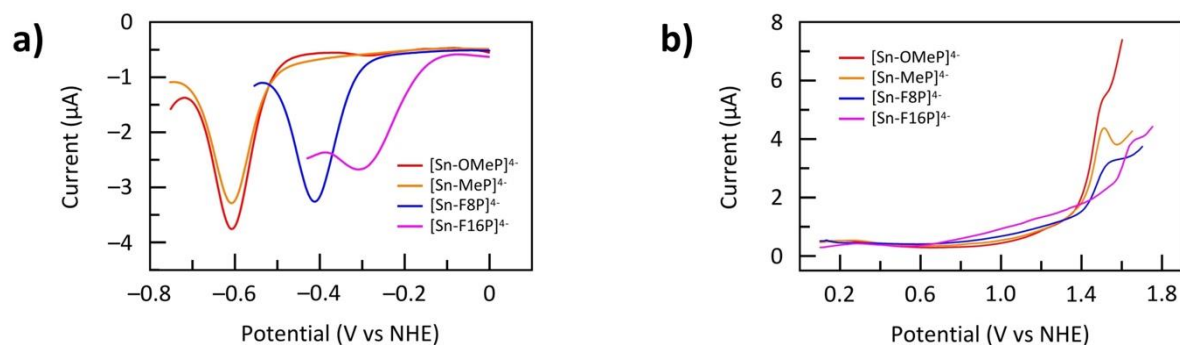 a)
0
–1
–2
–3
–4
Current (µA)
[Sn-OMeP]⁴⁻
[Sn-MeP]⁴⁻
[Sn-F8P]⁴⁻
[Sn-F16P]⁴⁻
–0.8 –0.6 –0.4 –0.2 0
Potential (V vs NHE)
b)
8
6
4
2
0
Current (µA)
[Sn-OMeP]⁴⁻
[Sn-MeP]⁴⁻
[Sn-F8P]⁴⁻
[Sn-F16P]⁴⁻
0.2 0.6 1.0 1.4 1.8
Potential (V vs NHE)